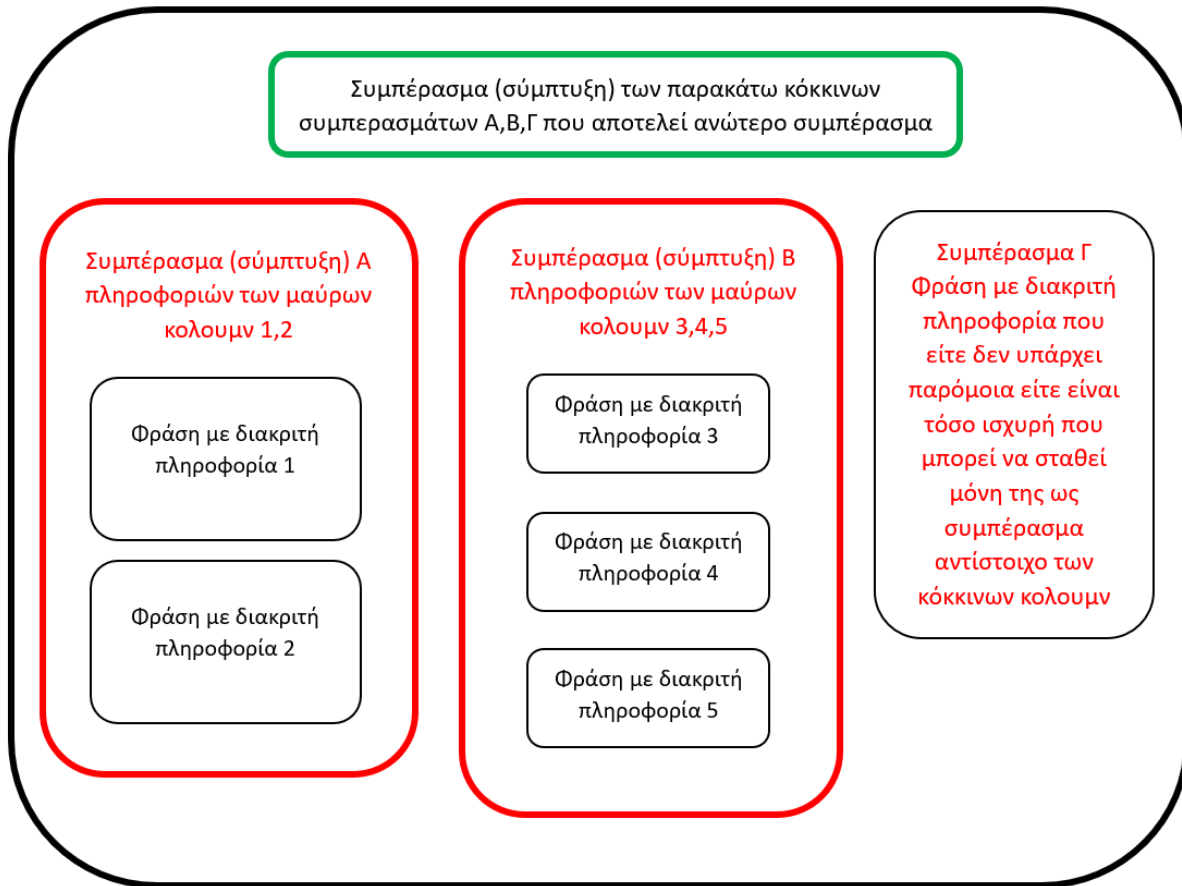 Συμπέρασμα (σύμπτυξη) των παρακάτω κόκκινων
συμπερασμάτων Α,Β,Γ που αποτελεί ανώτερο συμπέρασμα
Συμπέρασμα (σύμπτυξη) Α
πληροφοριών των μαύρων
κολουμν 1,2
Φράση με διακριτή
πληροφορία 1
Φράση με διακριτή
πληροφορία 2
Συμπέρασμα (σύμπτυξη) Β
πληροφοριών των μαύρων
κολουμν 3,4,5
Φράση με διακριτή
πληροφορία 3
Φράση με διακριτή
πληροφορία 4
Φράση με διακριτή
πληροφορία 5
Συμπέρασμα Γ
Φράση με διακριτή
πληροφορία που
είτε δεν υπάρχει
παρόμοια είτε είναι
τόσο ισχυρή που
μπορεί να σταθεί
μόνη της ως
συμπέρασμα
αντίστοιχο των
κόκκινων κολουμν